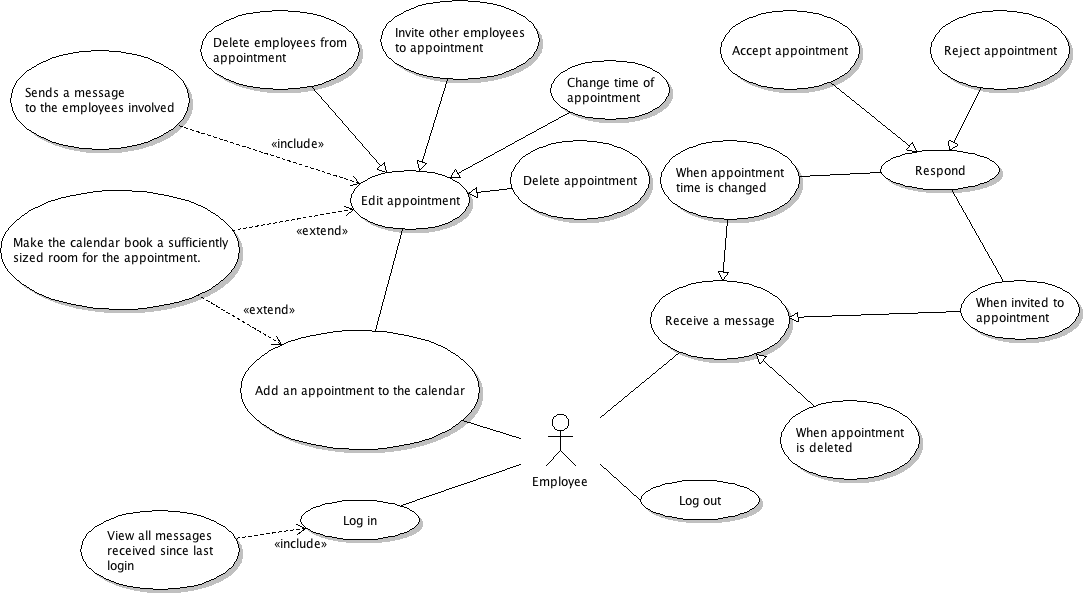 Delete employees from
appointment
Invite other employees
to appointment
Accept appointment
Reject appointment
Sends a message
to the employees involved
Change time of
appointment
«include»
Delete appointment
When appointment
time is changed
Respond
Edit appointment
«extend»
Make the calendar book a sufficiently
sized room for the appointment.
«extend»
Receive a message
When invited to
appointment
Add an appointment to the calendar
When appointment
is deleted
Employee
Log in
Log out
View all messages
received since last
login
«include»